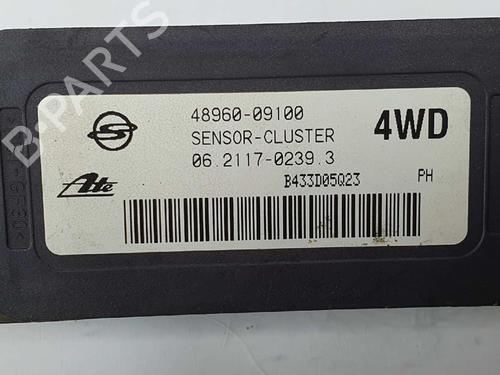 B-PARTS
48960-09100
SENSOR-CLUSTER
4WD
06.2117-0239.3
Ate
B433D05Q23
PH